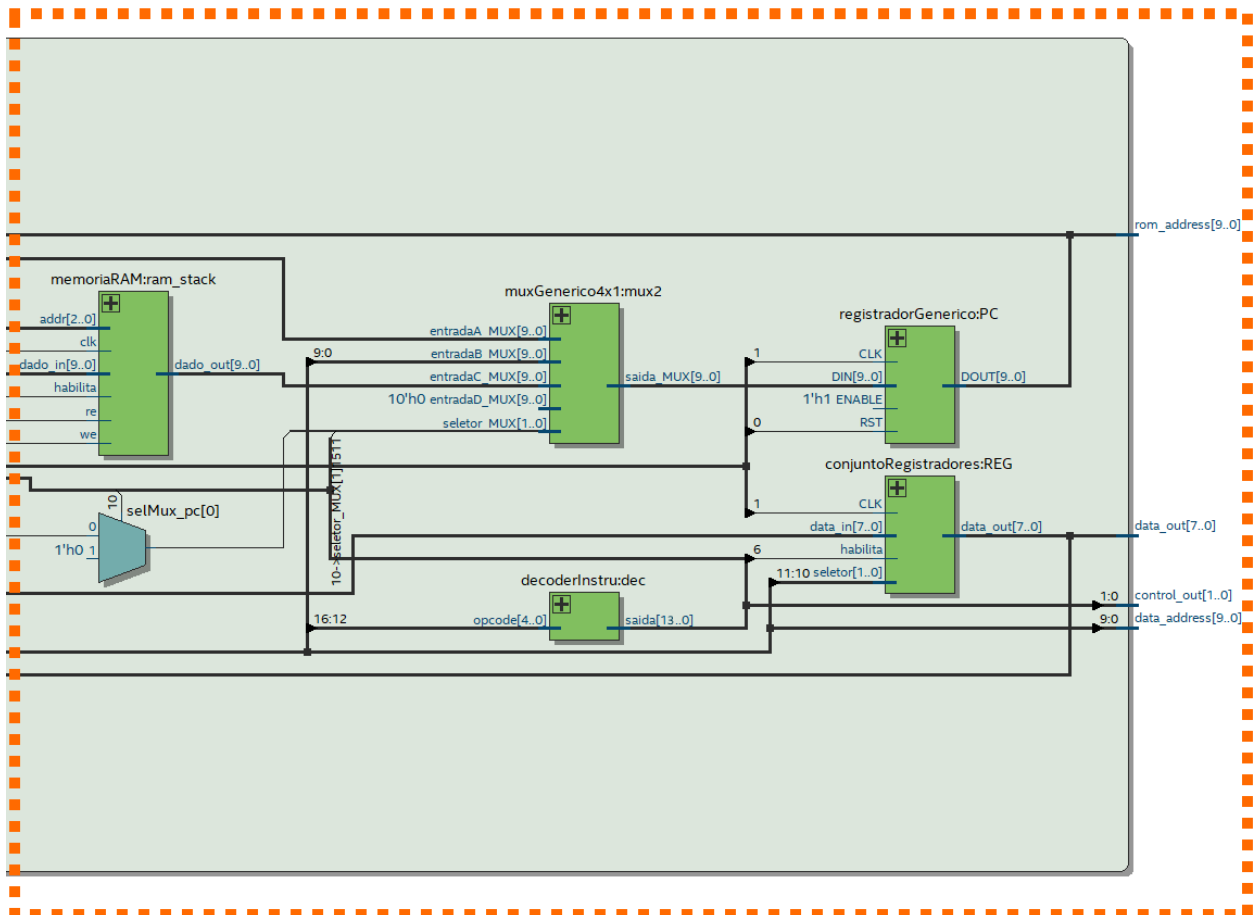 rom_address[9..0]
memoriaRAM:ram_stack
addr[2..0]
clk
dado_in[9..0]
habilita
re
we
dado_out[9..0]
muxGenerico4x1:mux2
entradaA_MUX[9..0]
9:0
entradaB_MUX[9..0]
entradaC_MUX[9..0]
10'h0 entradaD_MUX[9..0]
seletor_MUX[1..0]
saida_MUX[9..0]
registradorGenerico:PC
1
CLK
DIN[9..0]
1'h1 ENABLE
0
RST
DOUT[9..0]
conjuntoRegistradores:REG
1
CLK
data_in[7..0]
6
habilita
11:10 seletor[1..0]
data_out[7..0]
data_out[7..0]
10
selMux_pc[0]
0
1'h0 1
decoderInstru:dec
16:12
opcode[4..0]
saida[13..0]
1:0
control_out[1..0]
9:0
data_address[9..0]